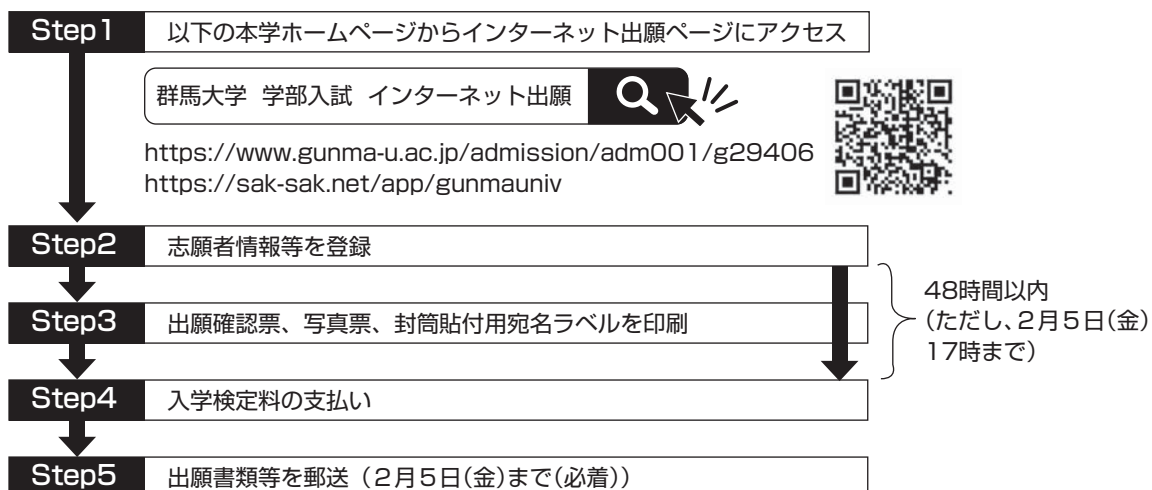 Step1 以下の本学ホームページからインターネット出願ページにアクセス
群馬大学 学部入試 インターネット出願
https://www.gunma-u.ac.jp/admission/adm001/g29406
https://sak-sak.net/app/gunmauniv
Step2 志願者情報等を登録
Step3 出願確認票、写真票、封筒貼付用宛名ラベルを印刷
48時間以内
（ただし、２月５日（金）
17時まで）
Step4 入学検定料の支払い
Step5 出願書類等を郵送（２月５日（金）まで（必着））